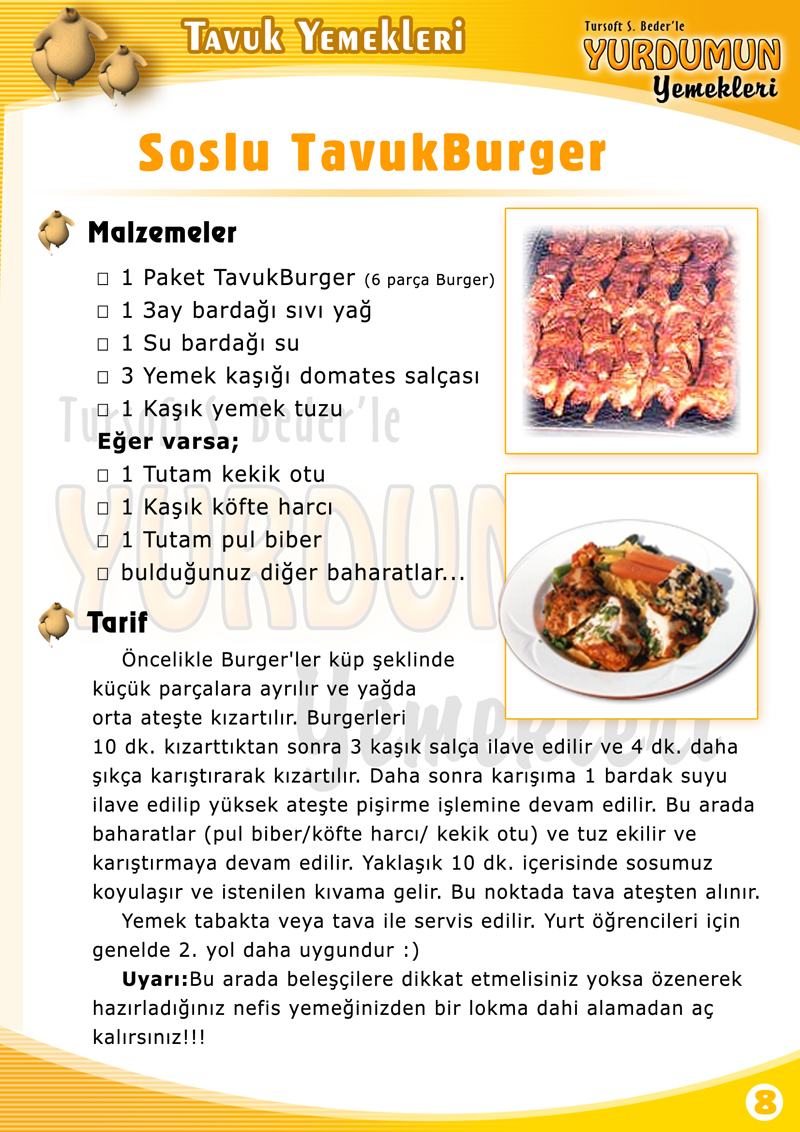 Tavuk Yemekleri
Tursoft S. Beder'le
YURDUMUN
Yemekleri
Soslu TavukBurger
Malzemeler
□ 1 Paket TavukBurger (6 parça Burger)
□ 1 3ay bardağı sıvı yağ
□ 1 Su bardağı su
□ 3 Yemek kaşığı domates salçası
□ 1 Kaşık yemek tuzu
Eğer varsa;
□ 1 Tutam kekik otu
□ 1 Kaşık köfte harcı
□ 1 Tutam pul biber
□ bulduğunuz diğer baharatlar...
Tursoft S. Beder'le
YURDUMUN
Yemekleri
Tarif
Öncelikle Burger'ler küp şeklinde
küçük parçalara ayrılır ve yağda
orta ateşte kızartılır. Burgerleri
10 dk. kızarttıktan sonra 3 kaşık salça ilave edilir ve 4 dk. daha
şıkça karıştırarak kızartılır. Daha sonra karışıma 1 bardak suyu
ilave edilip yüksek ateşte pişirme işlemine devam edilir. Bu arada
baharatlar (pul biber/köfte harcı/ kekik otu) ve tuz ekilir ve
karıştırmaya devam edilir. Yaklaşık 10 dk. içerisinde sosumuz
koyulaşır ve istenilen kıvama gelir. Bu noktada tava ateşten alınır.
Yemek tabakta veya tava ile servis edilir. Yurt öğrencileri için
genelde 2. yol daha uygundur :)
Uyarı:Bu arada beleşçilere dikkat etmelisiniz yoksa özenerek
hazırladığınız nefis yemeğinizden bir lokma dahi alamadan aç
kalırsınız!!!
8